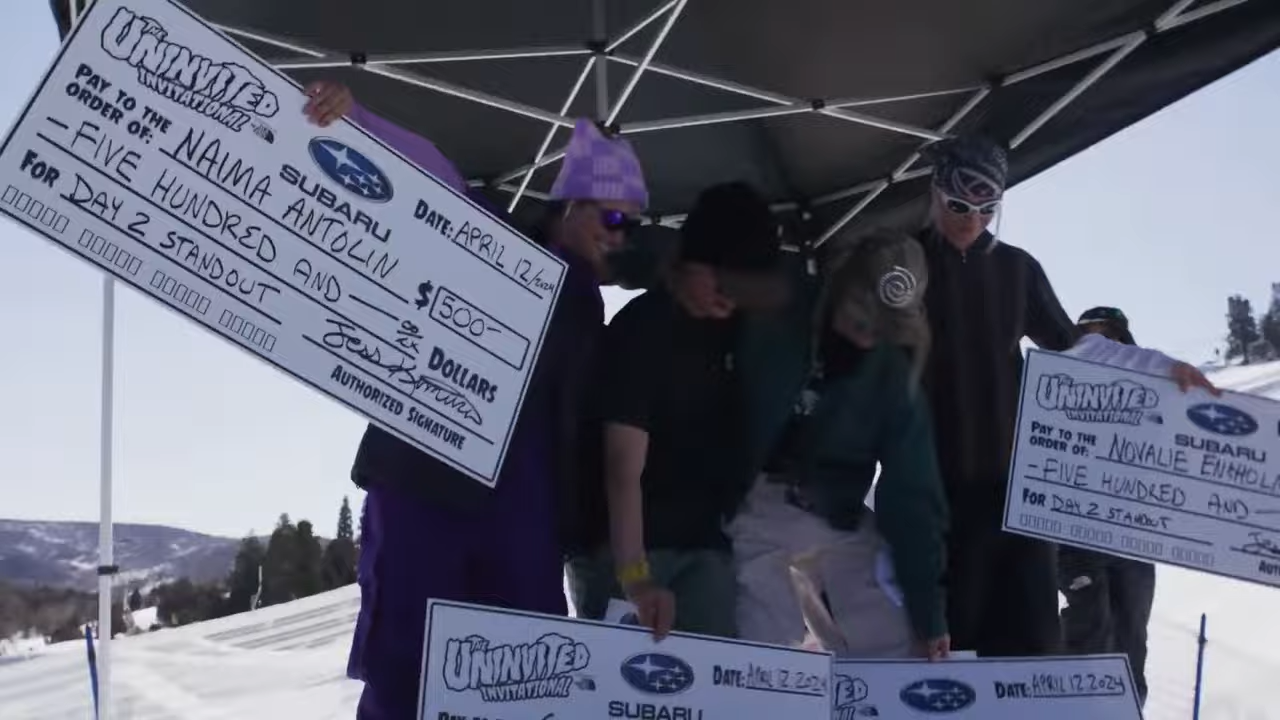 THE
UNINVITED
INVITATIONAL
SUBARU
DATE: APRIL 12/2024
PAY TO THE
ORDER OF: NAIMA ANTOLIN
$ 500-
- FIVE HUNDRED AND - 00/XX DOLLARS
FOR DAY 2 STANDOUT
AUTHORIZED SIGNATURE
THE
UNINVITED
INVITATIONAL
SUBARU
PAY TO THE
ORDER OF: NOVALIE
- FIVE HUNDRED AND -
FOR DAY 2 STANDOUT
THE
UNINVITED
INVITATIONAL
SUBARU
DATE: APRIL 12 2024
DATE: APRIL 12 2024